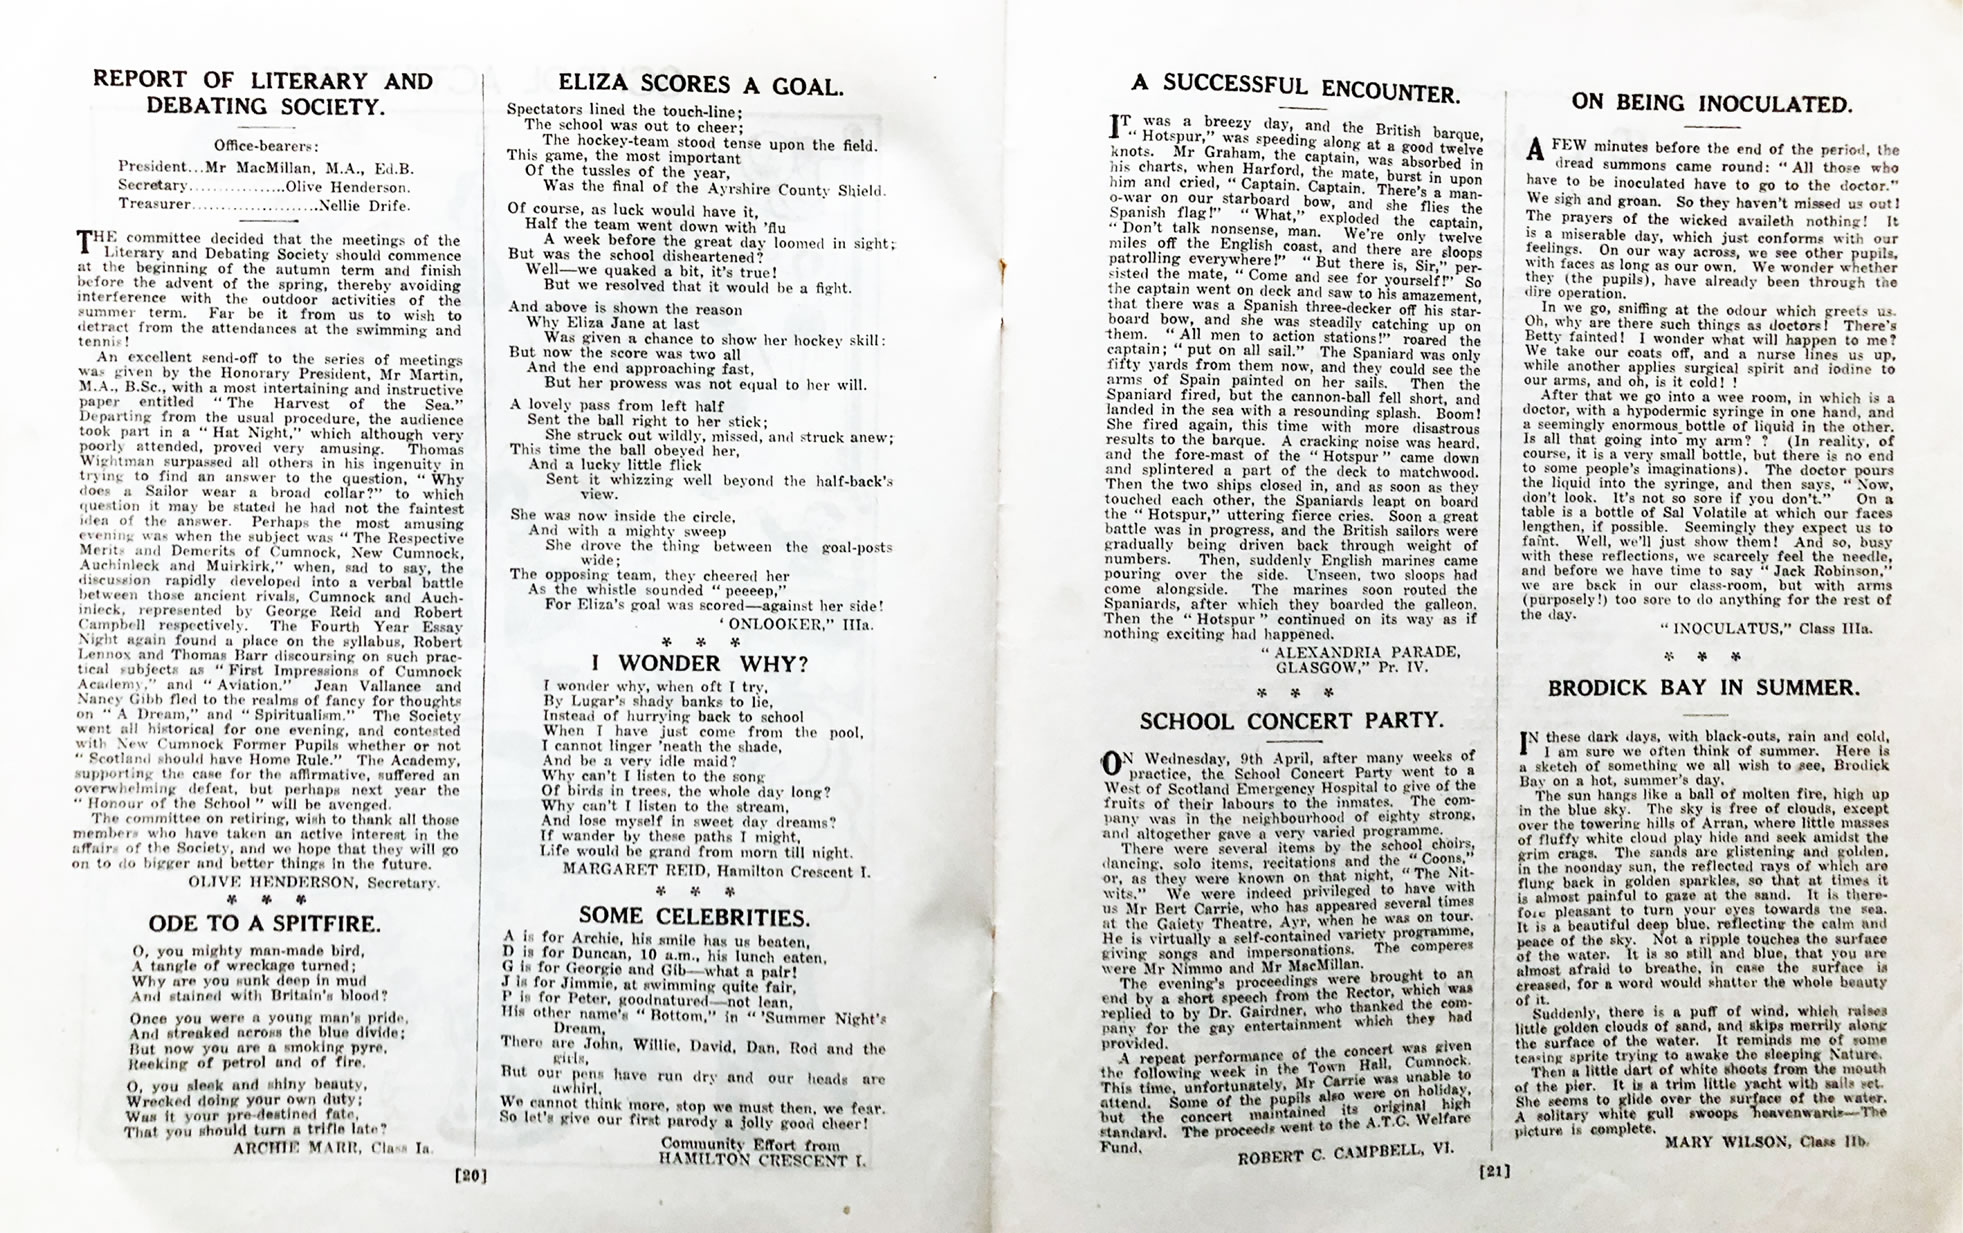 REPORT OF LITERARY AND
DEBATING SOCIETY.
Office-bearers:
President...Mr MacMillan, M.A., Ed.B.
Secretary................Olive Henderson.
Treasurer.....................Nellie Drife.
THE committee decided that the meetings of the
Literary and Debating Society should commence
at the beginning of the autumn term and finish
before the advent of the spring, thereby avoiding
interference with the outdoor activities of the
summer term. Far be it from us to wish to
detract from the attendances at the swimming and
tennis!
An excellent send-off to the series of meetings
was given by the Honorary President, Mr Martin,
M.A., B.Sc., with a most intertaining and instructive
paper entitled "The Harvest of the Sea."
Departing from the usual procedure, the audience
took part in a "Hat Night," which although very
poorly attended, proved very amusing. Thomas
Wightman surpassed all others in his ingenuity in
trying to find an answer to the question, "Why
does a Sailor wear a broad collar?" to which
question it may be stated he had not the faintest
idea of the answer. Perhaps the most amusing
evening was when the subject was "The Respective
Merits and Demerits of Cumnock, New Cumnock,
Auchinleck and Muirkirk," when, sad to say, the
discussion rapidly developed into a verbal battle
between those ancient rivals, Cumnock and Auch-
inleck, represented by George Reid and Robert
Campbell respectively. The Fourth Year Essay
Night again found a place on the syllabus, Robert
Lennox and Thomas Barr discoursing on such prac-
tical subjects as "First Impressions of Cumnock
Academy," and "Aviation." Jean Vallance and
Nancy Gibb fled to the realms of fancy for thoughts
on "A Dream," and "Spiritualism." The Society
went all historical for one evening, and contested
with New Cumnock Former Pupils whether or not
"Scotland should have Home Rule." The Academy,
supporting the case for the affirmative, suffered an
overwhelming defeat, but perhaps next year the
"Honour of the School" will be avenged.
The committee on retiring, wish to thank all those
members who have taken an active interest in the
affairs of the Society, and we hope that they will go
on to do bigger and better things in the future.
OLIVE HENDERSON, Secretary.
* * *
ODE TO A SPITFIRE.
O, you mighty man-made bird,
A tangle of wreckage turned;
Why are you sunk deep in mud
And stained with Britain's blood?
Once you were a young man's pride,
And streaked across the blue divide;
But now you are a smoking pyre,
Reeking of petrol and of fire.
O, you sleek and shiny beauty,
Wrecked doing your own duty;
Was it your pre-destined fate,
That you should turn a trifle late?
ARCHIE MARR, Class Ia.
ELIZA SCORES A GOAL.
Spectators lined the touch-line;
The school was out to cheer;
The hockey-team stood tense upon the field.
This game, the most important
Of the tussles of the year,
Was the final of the Ayrshire County Shield.
Of course, as luck would have it,
Half the team went down with 'flu
A week before the great day loomed in sight;
But was the school disheartened?
Well—we quaked a bit, it's true!
But we resolved that it would be a fight.
And above is shown the reason
Why Eliza Jane at last
Was given a chance to show her hockey skill:
But now the score was two all
And the end approaching fast,
But her prowess was not equal to her will.
A lovely pass from left half
Sent the ball right to her stick;
She struck out wildly, missed, and struck anew;
This time the ball obeyed her,
And a lucky little flick
Sent it whizzing well beyond the half-back's
view.
She was now inside the circle,
And with a mighty sweep
She drove the thing between the goal-posts
wide;
The opposing team, they cheered her
As the whistle sounded "peeeep,"
For Eliza's goal was scored—against her side!
'ONLOOKER," IIIa.
* * *
I WONDER WHY?
I wonder why, when oft I try,
By Lugar's shady banks to lie,
Instead of hurrying back to school
When I have just come from the pool,
I cannot linger 'neath the shade,
And be a very idle maid?
Why can't I listen to the song
Of birds in trees, the whole day long?
Why can't I listen to the stream,
And lose myself in sweet day dreams?
If wander by these paths I might,
Life would be grand from morn till night.
MARGARET REID, Hamilton Crescent I.
* * *
SOME CELEBRITIES.
A is for Archie, his smile has us beaten,
D is for Duncan, 10 a.m., his lunch eaten,
G is for Georgie and Gib—what a pair!
J is for Jimmie, at swimming quite fair,
P is for Peter, goodnatured—not lean,
His other name's "Bottom," in "'Summer Night's
Dream,
There are John, Willie, David, Dan, Rod and the
girls,
But our pens have run dry and our heads are
awhirl,
We cannot think more, stop we must then, we fear.
So let's give our first parody a jolly good cheer!
Community Effort from
HAMILTON CRESCENT I.
[20]
A SUCCESSFUL ENCOUNTER.
IT was a breezy day, and the British barque,
"Hotspur," was speeding along at a good twelve
knots. Mr Graham, the captain, was absorbed in
his charts, when Harford, the mate, burst in upon
him and cried, "Captain. Captain. There's a man-
o-war on our starboard bow, and she flies the
Spanish flag!" "What," exploded the captain,
"Don't talk nonsense, man. We're only twelve
miles off the English coast, and there are sloops
patrolling everywhere!" "But there is, Sir," per-
sisted the mate, "Come and see for yourself!" So
the captain went on deck and saw to his amazement,
that there was a Spanish three-decker off his star-
board bow, and she was steadily catching up on
them. "All men to action stations!" roared the
captain; "put on all sail." The Spaniard was only
fifty yards from them now, and they could see the
arms of Spain painted on her sails. Then the
Spaniard fired, but the cannon-ball fell short, and
landed in the sea with a resounding splash. Boom!
She fired again, this time with more disastrous
results to the barque. A cracking noise was heard,
and the fore-mast of the "Hotspur" came down
and splintered a part of the deck to matchwood.
Then the two ships closed in, and as soon as they
touched each other, the Spaniards leapt on board
the "Hotspur," uttering fierce cries. Soon a great
battle was in progress, and the British sailors were
gradually being driven back through weight of
numbers. Then, suddenly English marines came
pouring over the side. Unseen, two sloops had
come alongside. The marines soon routed the
Spaniards, after which they boarded the galleon.
Then the "Hotspur" continued on its way as if
nothing exciting had happened.
"ALEXANDRIA PARADE,
GLASGOW," Pr. IV.
* * *
SCHOOL CONCERT PARTY.
ON Wednesday, 9th April, after many weeks of
practice, the School Concert Party went to a
West of Scotland Emergency Hospital to give of the
fruits of their labours to the inmates. The com-
pany was in the neighbourhood of eighty strong,
and altogether gave a very varied programme.
There were several items by the school choirs,
dancing, solo items, recitations and the "Coons,"
or, as they were known on that night, "The Nit-
wits." We were indeed privileged to have with
us Mr Bert Carrie, who has appeared several times
at the Gaiety Theatre, Ayr, when he was on tour.
He is virtually a self-contained variety programme,
giving songs and impersonations. The comperes
were Mr Nimmo and Mr MacMillan.
The evening's proceedings were brought to an
end by a short speech from the Rector, which was
replied to by Dr. Gairdner, who thanked the com-
pany for the gay entertainment which they had
provided.
A repeat performance of the concert was given
the following week in the Town Hall, Cumnock.
This time, unfortunately, Mr Carrie was unable to
attend. Some of the pupils also were on holiday,
but the concert maintained its original high
standard. The proceeds went to the A.T.C. Welfare
Fund.
ROBERT C. CAMPBELL, VI.
ON BEING INOCULATED.
A FEW minutes before the end of the period, the
dread summons came round: "All those who
have to be inoculated have to go to the doctor."
We sigh and groan. So they haven't missed us out!
The prayers of the wicked availeth nothing! It
is a miserable day, which just conforms with our
feelings. On our way across, we see other pupils,
with faces as long as our own. We wonder whether
they (the pupils), have already been through the
dire operation.
In we go, sniffing at the odour which greets us.
Oh, why are there such things as doctors! There's
Betty fainted! I wonder what will happen to me?
We take our coats off, and a nurse lines us up,
while another applies surgical spirit and iodine to
our arms, and oh, is it cold! !
After that we go into a wee room, in which is a
doctor, with a hypodermic syringe in one hand, and
a seemingly enormous bottle of liquid in the other.
Is all that going into my arm? ? (In reality, of
course, it is a very small bottle, but there is no end
to some people's imaginations). The doctor pours
the liquid into the syringe, and then says, "Now,
don't look. It's not so sore if you don't." On a
table is a bottle of Sal Volatile at which our faces
lengthen, if possible. Seemingly they expect us to
faint. Well, we'll just show them! And so, busy
with these reflections, we scarcely feel the needle,
and before we have time to say "Jack Robinson,"
we are back in our class-room, but with arms
(purposely!) too sore to do anything for the rest of
the day.
"INOCULATUS," Class IIIa.
* * *
BRODICK BAY IN SUMMER.
IN these dark days, with black-outs, rain and cold,
I am sure we often think of summer. Here is
a sketch of something we all wish to see, Brodick
Bay on a hot, summer's day.
The sun hangs like a ball of molten fire, high up
in the blue sky. The sky is free of clouds, except
over the towering hills of Arran, where little masses
of fluffy white cloud play hide and seek amidst the
grim crags. The sands are glistening and golden,
in the noonday sun, the reflected rays of which are
flung back in golden sparkles, so that at times it
is almost painful to gaze at the sand. It is there-
fore pleasant to turn your eyes towards the sea.
It is a beautiful deep blue, reflecting the calm and
peace of the sky. Not a ripple touches the surface
of the water. It is so still and blue, that you are
almost afraid to breathe, in case the surface is
creased, for a word would shatter the whole beauty
of it.
Suddenly, there is a puff of wind, which raises
little golden clouds of sand, and skips merrily along
the surface of the water. It reminds me of some
teasing sprite trying to awake the sleeping Nature.
Then a little dart of white shoots from the mouth
of the pier. It is a trim little yacht with sails set.
She seems to glide over the surface of the water.
A solitary white gull swoops heavenwards—The
picture is complete.
MARY WILSON, Class IIb.
[21]